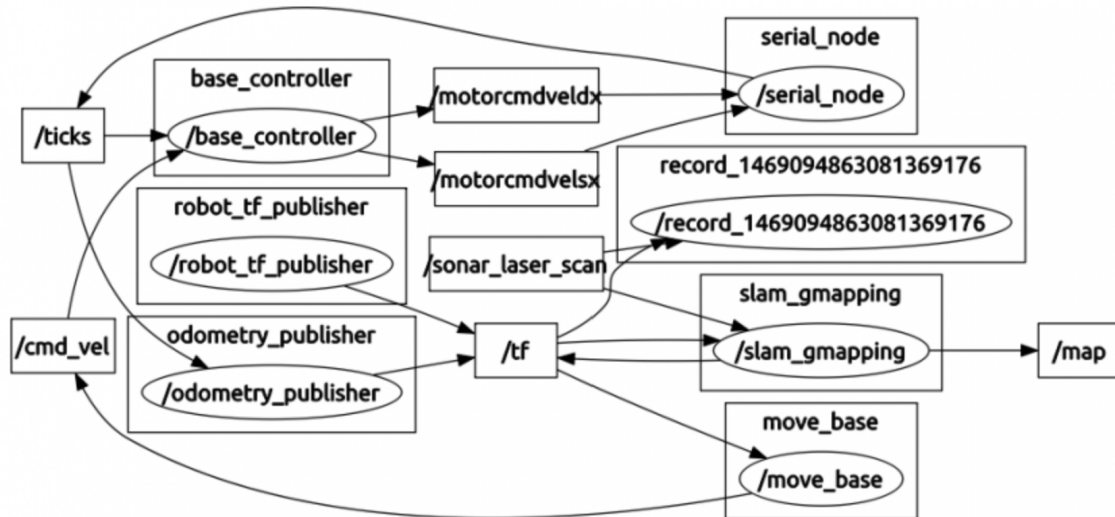 serial_node
/serial_node
base_controller
/base_controller
/motorcmdveldx
/ticks
/motorcmdvelsx
record_1469094863081369176
/record_1469094863081369176
robot_tf_publisher
/robot_tf_publisher
/sonar_laser_scan
slam_gmapping
/slam_gmapping
/cmd_vel
odometry_publisher
/odometry_publisher
/tf
/map
move_base
/move_base